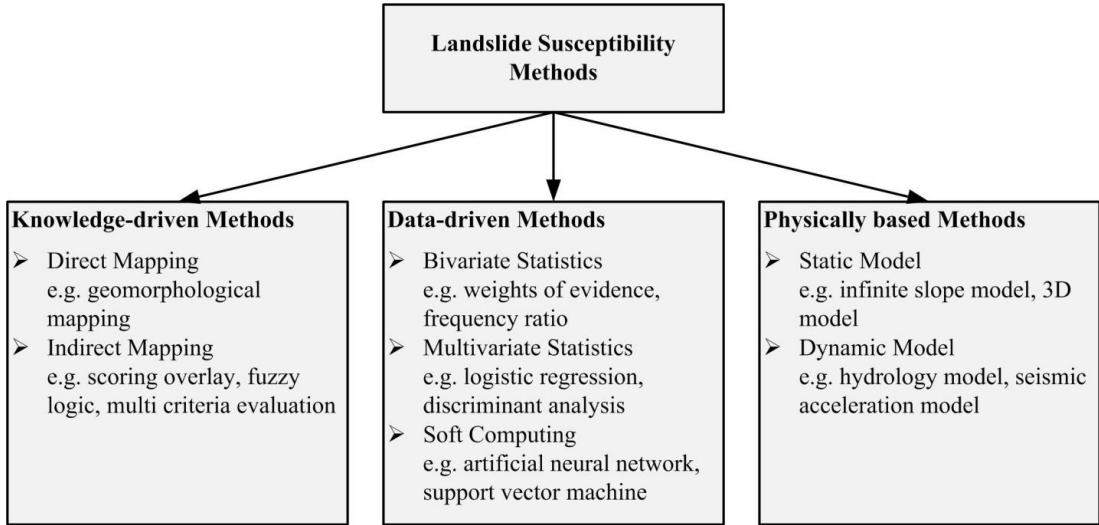 Landslide Susceptibility
Methods
Knowledge-driven Methods
➢ Direct Mapping
e.g. geomorphological
mapping
➢ Indirect Mapping
e.g. scoring overlay, fuzzy
logic, multi criteria evaluation
Data-driven Methods
➢ Bivariate Statistics
e.g. weights of evidence,
frequency ratio
➢ Multivariate Statistics
e.g. logistic regression,
discriminant analysis
➢ Soft Computing
e.g. artificial neural network,
support vector machine
Physically based Methods
➢ Static Model
e.g. infinite slope model, 3D
model
➢ Dynamic Model
e.g. hydrology model, seismic
acceleration model